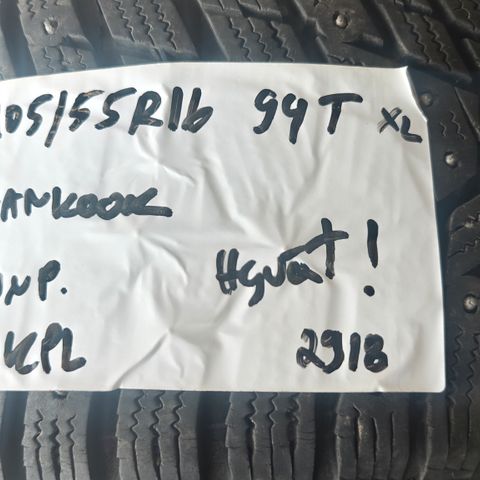 05/55R16 94T XL
ANKOOK
NP. Hyvät!
KPL 2918